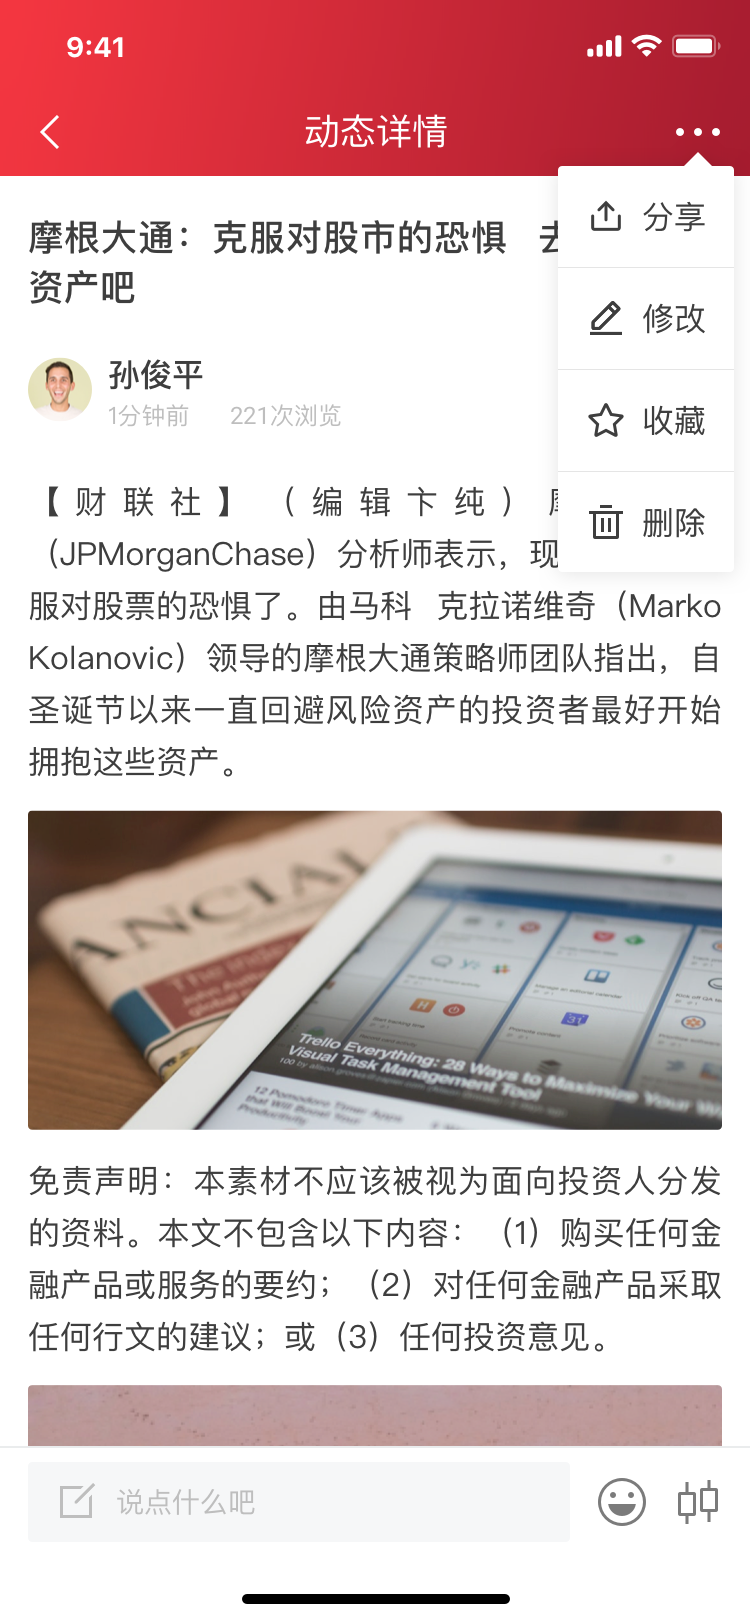 9:41
动态详情
分享
修改
收藏
删除
摩根大通：克服对股市的恐惧 去
资产吧
孙俊平
1分钟前 221次浏览
【财联社】（编辑卞纯）
（JPMorganChase）分析师表示，现
服对股票的恐惧了。由马科 克拉诺维奇（Marko
Kolanovic）领导的摩根大通策略师团队指出，自
圣诞节以来一直回避风险资产的投资者最好开始
拥抱这些资产。
ANCIAL
Trello Everything: 28 Ways to Maximize Your
Visual Task Management Tool
12 Pomodoro Timer Apps
that Will Boost Your
Productivity
免责声明：本素材不应该被视为面向投资人分发
的资料。本文不包含以下内容：（1）购买任何金
融产品或服务的要约；（2）对任何金融产品采取
任何行文的建议；或（3）任何投资意见。
说点什么吧